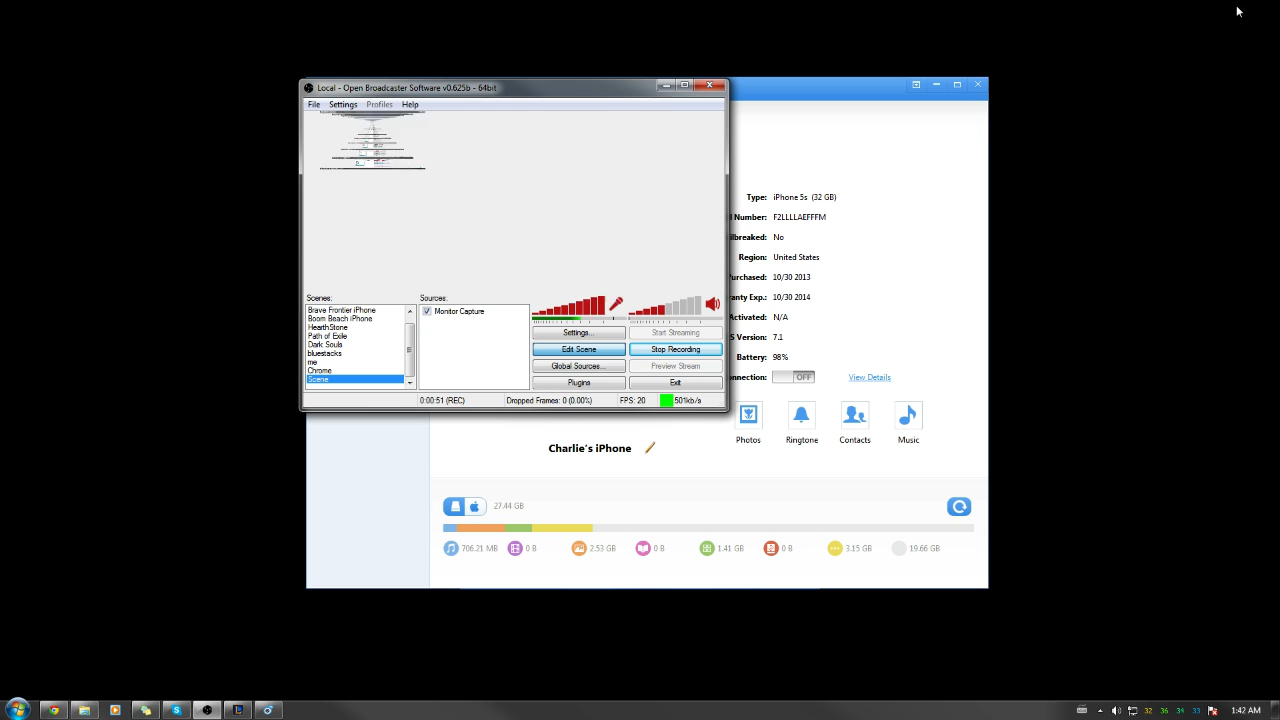 Local - Open Broadcaster Software v0.625b - 64bit
File Settings Profiles Help
Scenes:
Brave Frontier iPhone
Boom Beach iPhone
HearthStone
Path of Exile
Dark Souls
bluestacks
me
Chrome
Scene
Sources:
Monitor Capture
Settings...
Start Streaming
Edit Scene
Stop Recording
Global Sources...
Preview Stream
Plugins
Exit
0:00:51 (REC)
Dropped Frames: 0 (0.00%)
FPS: 20
501kb/s
Type: iPhone 5s (32 GB)
l Number: F2LLLLAEFFFM
ilbreaked: No
Region: United States
Purchased: 10/30 2013
ranty Exp.: 10/30 2014
Activated: N/A
S Version: 7.1
Battery: 98%
nnection: OFF View Details
Photos
Ringtone
Contacts
Music
Charlie's iPhone
27.44 GB
706.21 MB
0 B
2.53 GB
0 B
1.41 GB
0 B
3.15 GB
19.66 GB
32 36 34 33
1:42 AM